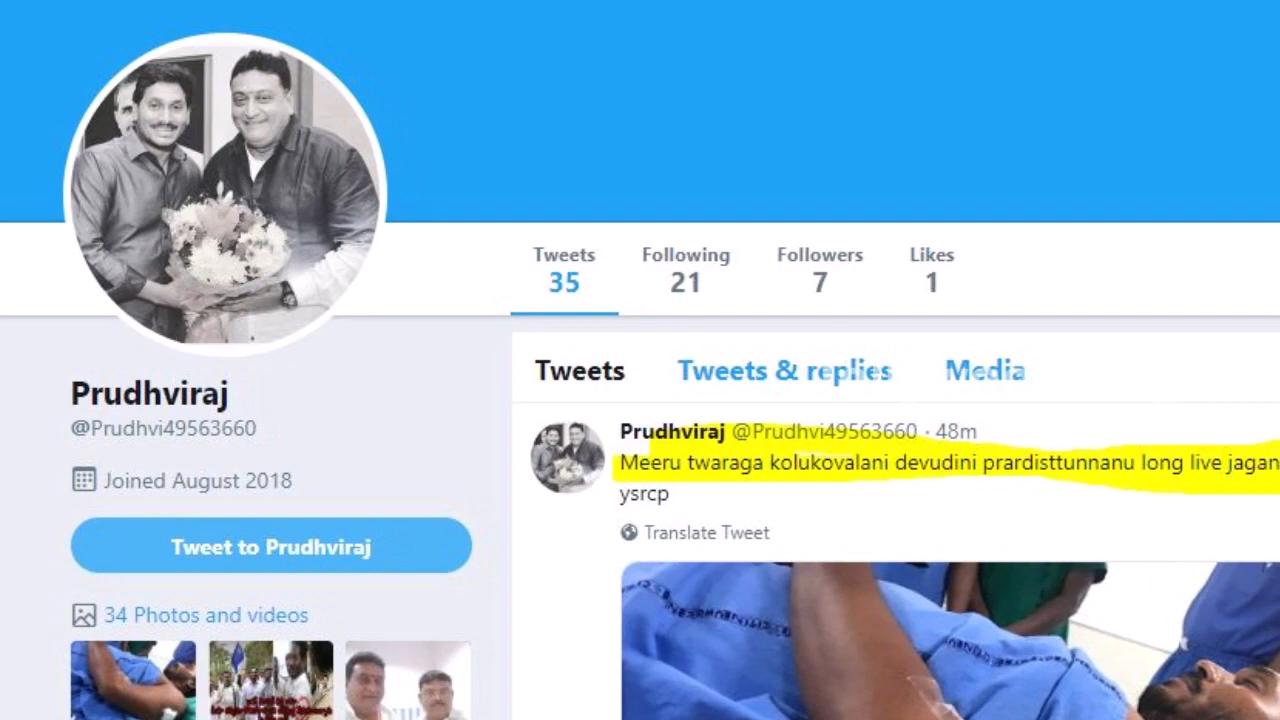 Tweets Following Followers Likes
35 21 7 1
Tweets Tweets & replies Media
Prudhviraj
@Prudhvi49563660
Joined August 2018
Tweet to Prudhviraj
34 Photos and videos
Prudhviraj @Prudhvi49563660 · 48m
Meeru twaraga kolukovalani devudini prardisttunnanu long live jagan
ysrcp
Translate Tweet